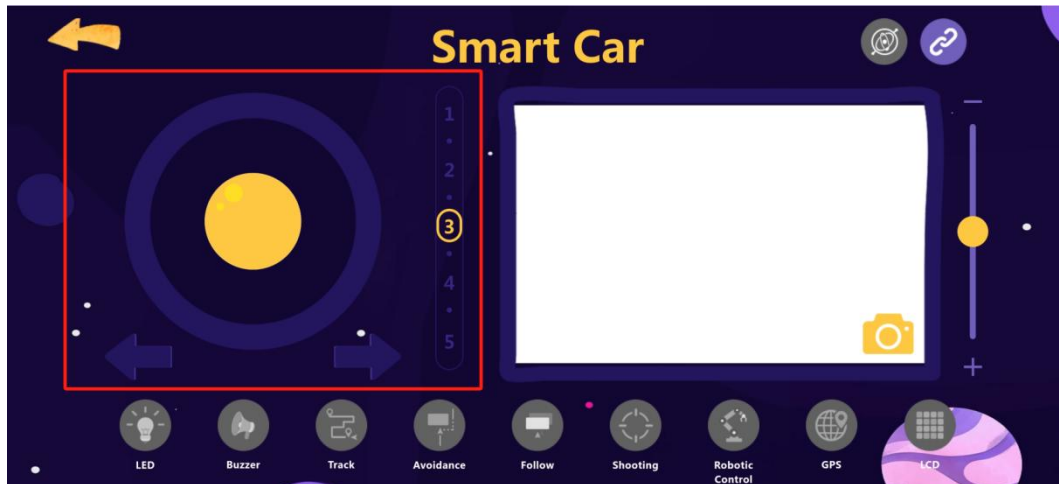 Smart Car
1
2
3
4
5
LED
Buzzer
Track
Avoidance
Follow
Shooting
Robotic
Control
GPS
LCD